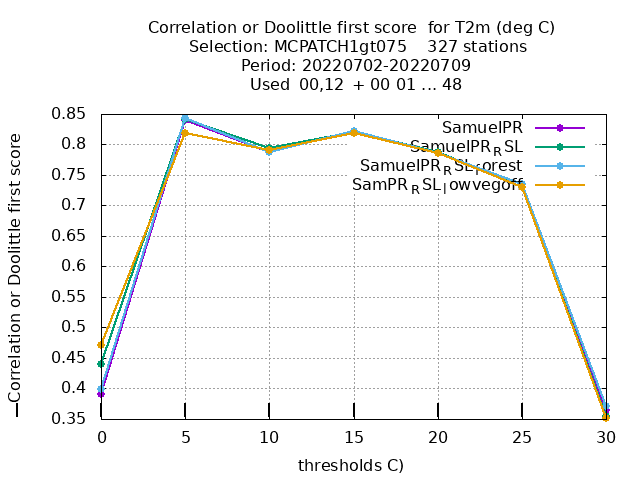 Correlation or Doolittle first score  for T2m (deg C)
Selection: MCPATCH1gt075    327 stations
Period: 20220702-20220709
Used  00,12  + 00 01 ... 48
−Correlation or Doolittle first score
0.85
0.8
0.75
0.7
0.65
0.6
0.55
0.5
0.45
0.4
0.35
SamuelPR
SamuelPR_RSL
SamuelPR_RSL_forest
SamPR_RSL_lowvegoff
0 5 10 15 20 25 30
thresholds C)